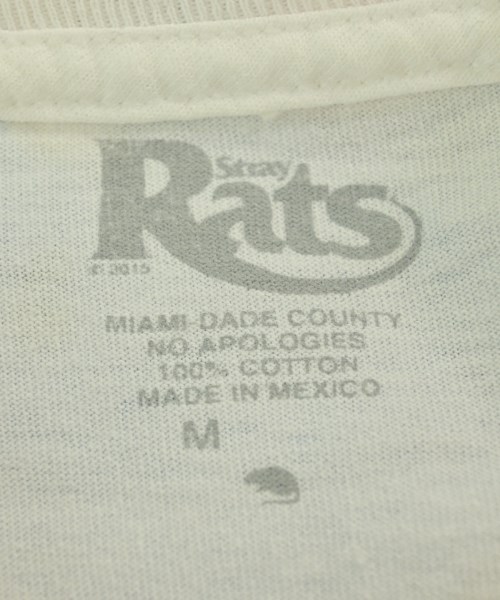 Stray
Rats
© 2015
MIAMI-DADE COUNTY
NO APOLOGIES
100% COTTON
MADE IN MEXICO
M